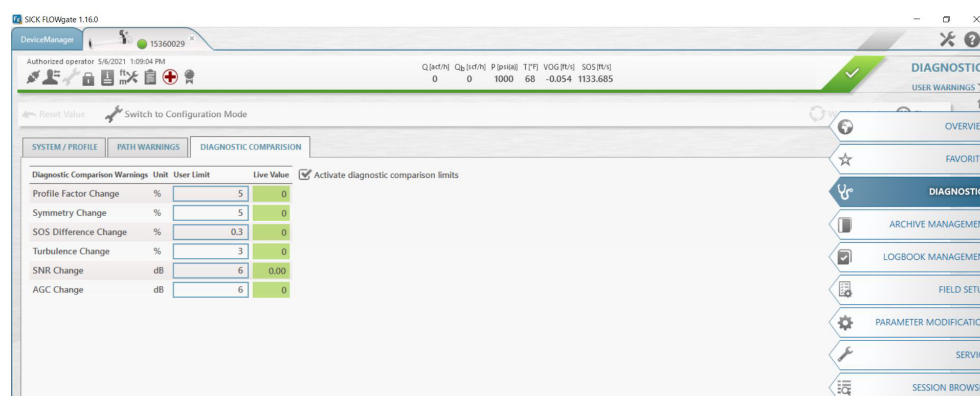 SICK FLOWgate 1.16.0
DeviceManager
15360029
Authorized operator 5/6/2021 1:09:04 PM
Q [acf/h] Qb [scf/h] P [psi(a)] T [°F] VOG [ft/s] SOS [ft/s]
0 0 1000 68 -0.054 1133.685
DIAGNOSTIC
USER WARNINGS
Reset Value
Switch to Configuration Mode
SYSTEM / PROFILE
PATH WARNINGS
DIAGNOSTIC COMPARISION
Diagnostic Comparison Warnings Unit User Limit Live Value
Activate diagnostic comparison limits
Profile Factor Change % 5 0
Symmetry Change % 5 0
SOS Difference Change % 0.3 0
Turbulence Change % 3 0
SNR Change dB 6 0.00
AGC Change dB 6 0
OVERVIE
FAVORIT
DIAGNOSTIC
ARCHIVE MANAGEMEN
LOGBOOK MANAGEMEN
FIELD SETU
PARAMETER MODIFICATIO
SERVI
SESSION BROWS